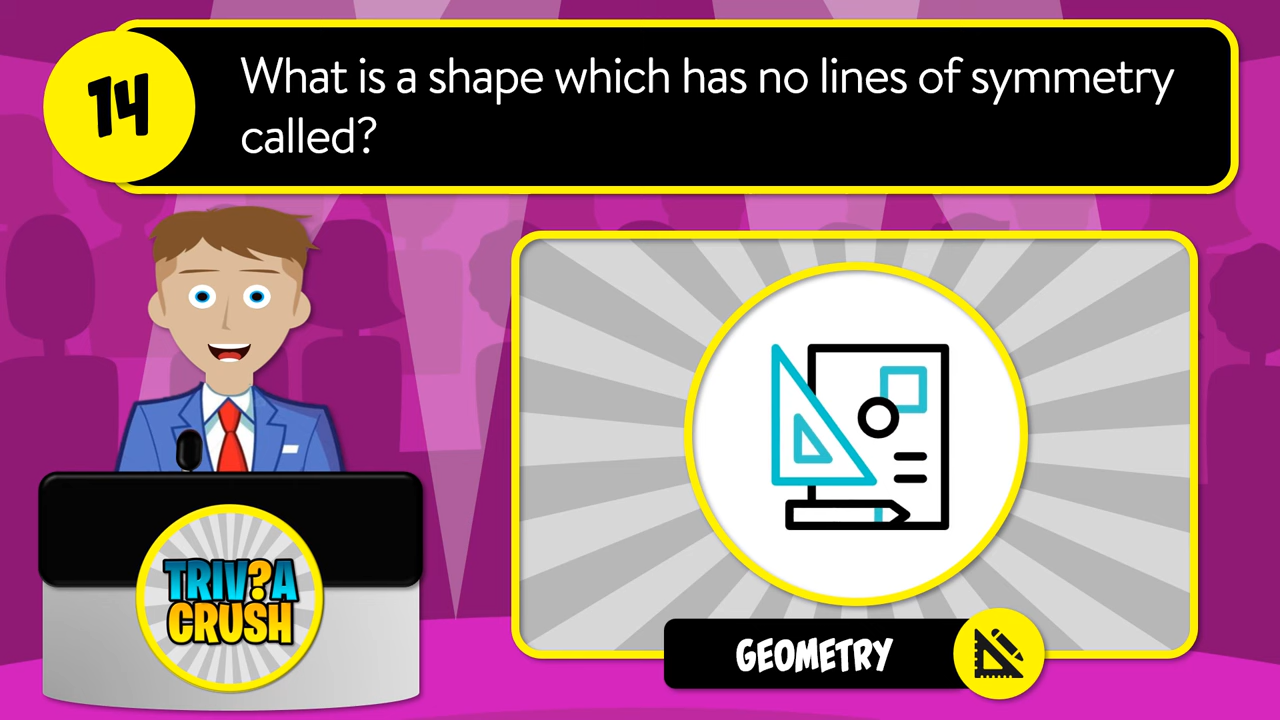 14
What is a shape which has no lines of symmetry
called?
TRIV?A
CRUSH
GEOMETRY